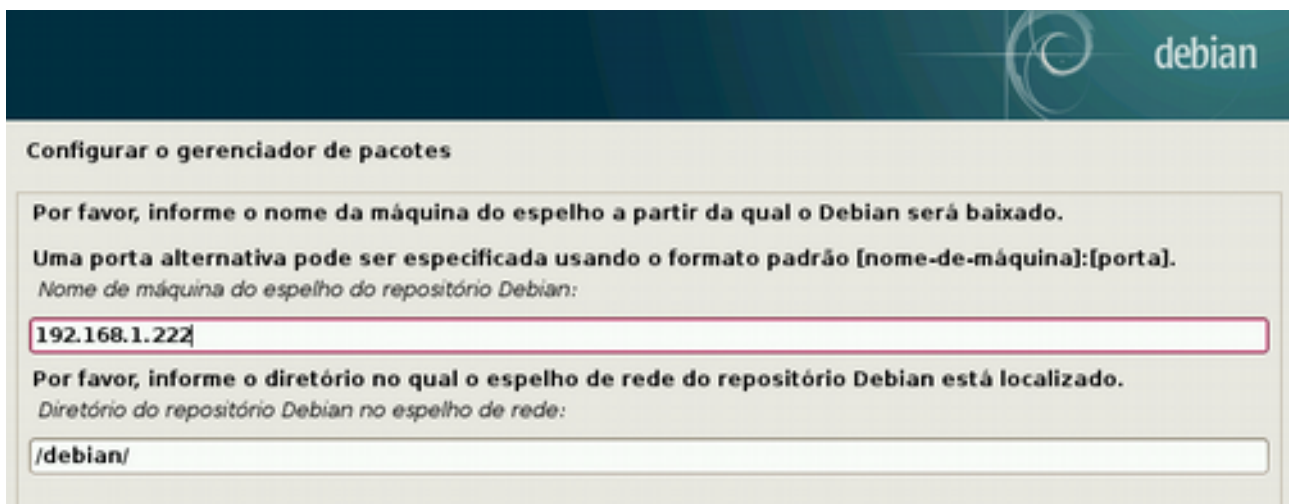 debian
Configurar o gerenciador de pacotes
Por favor, informe o nome da máquina do espelho a partir da qual o Debian será baixado.
Uma porta alternativa pode ser especificada usando o formato padrão [nome-de-máquina]:[porta].
Nome de máquina do espelho do repositório Debian:
192.168.1.222
Por favor, informe o diretório no qual o espelho de rede do repositório Debian está localizado.
Diretório do repositório Debian no espelho de rede:
/debian/